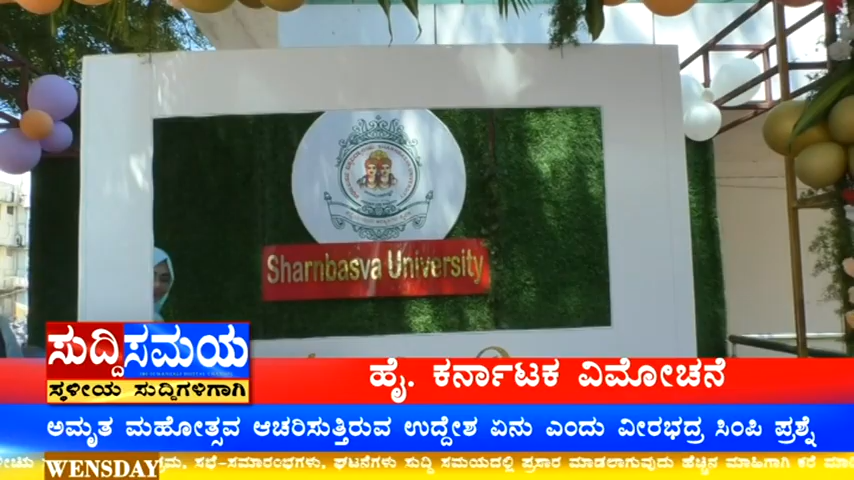 Sharnbasva University
ಸುದ್ದಿ ಸಮಯ
ಸ್ಥಳೀಯ ಸುದ್ದಿಗಳಿಗಾಗಿ
ಹೈ. ಕರ್ನಾಟಕ ವಿಮೋಚನೆ
ಅಮೃತ ಮಹೋತ್ಸವ ಆಚರಿಸುತ್ತಿರುವ ಉದ್ದೇಶ ಏನು ಎಂದು ವೀರಭದ್ರ ಸಿಂಪಿ ಪ್ರಶ್ನೆ
WENSDAY ಸಭೆ-ಸಮಾರಂಭಗಳು, ಘಟನೆಗಳು ಸುದ್ದಿ ಸಮಯದಲ್ಲಿ ಪ್ರಸಾರ ಮಾಡಲಾಗುವುದು ಹೆಚ್ಚಿನ ಮಾಹಿಗಾಗಿ ಕರೆ